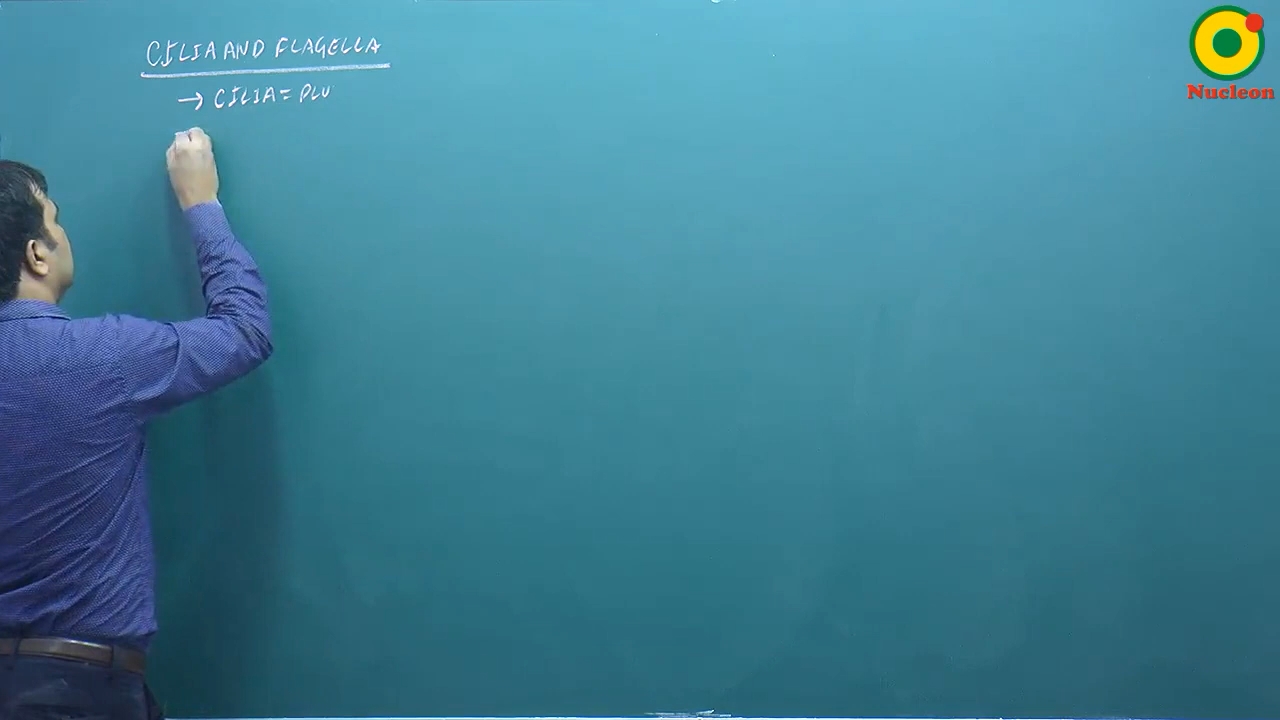 CILIA AND FLAGELLA
→ CILIA = PLU
Nucleon